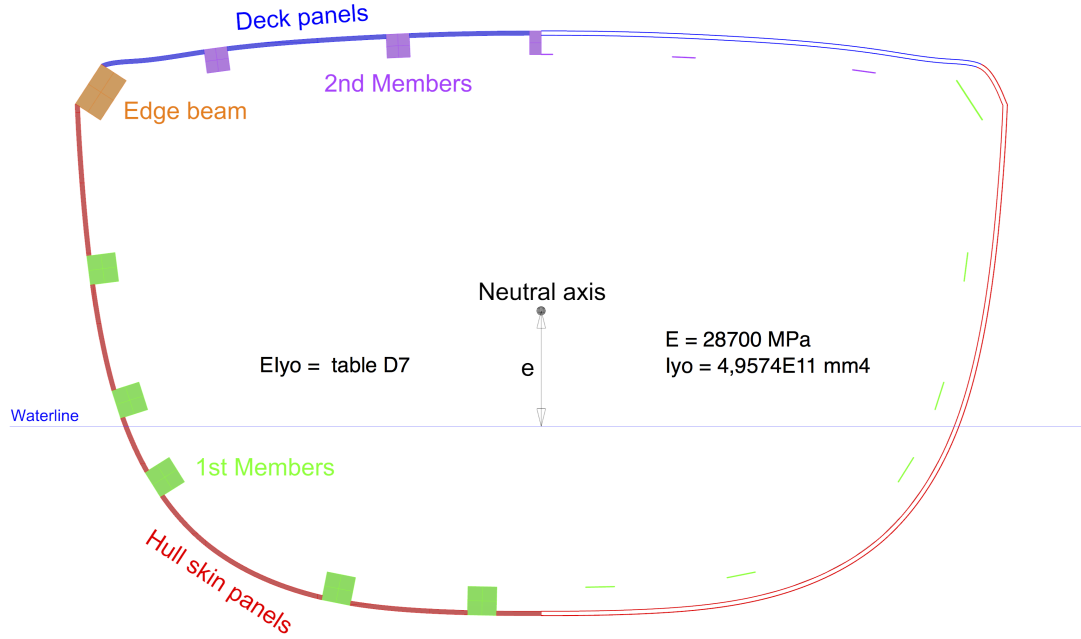 Deck panels
2nd Members
Edge beam
Neutral axis
E = 28700 MPa
EIyo =  table D7
e
Iyo = 4,9574E11 mm4
Waterline
1st Members
Hull skin panels